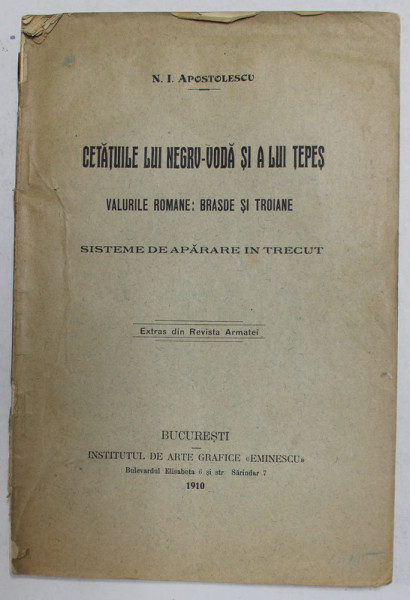 N. I. APOSTOLESCU
CETĂȚUILE LUI NEGRU-VODĂ ȘI A LUI ȚEPEȘ
VALURILE ROMANE: BRASDE ȘI TROIANE
SISTEME DE APĂRARE IN TRECUT
Extras din Revista Armatei
BUCUREȘTI
INSTITUTUL DE ARTE GRAFICE «EMINESCU»
Bulevardul Elisabeta 6 și str. Sărindar 7
1910